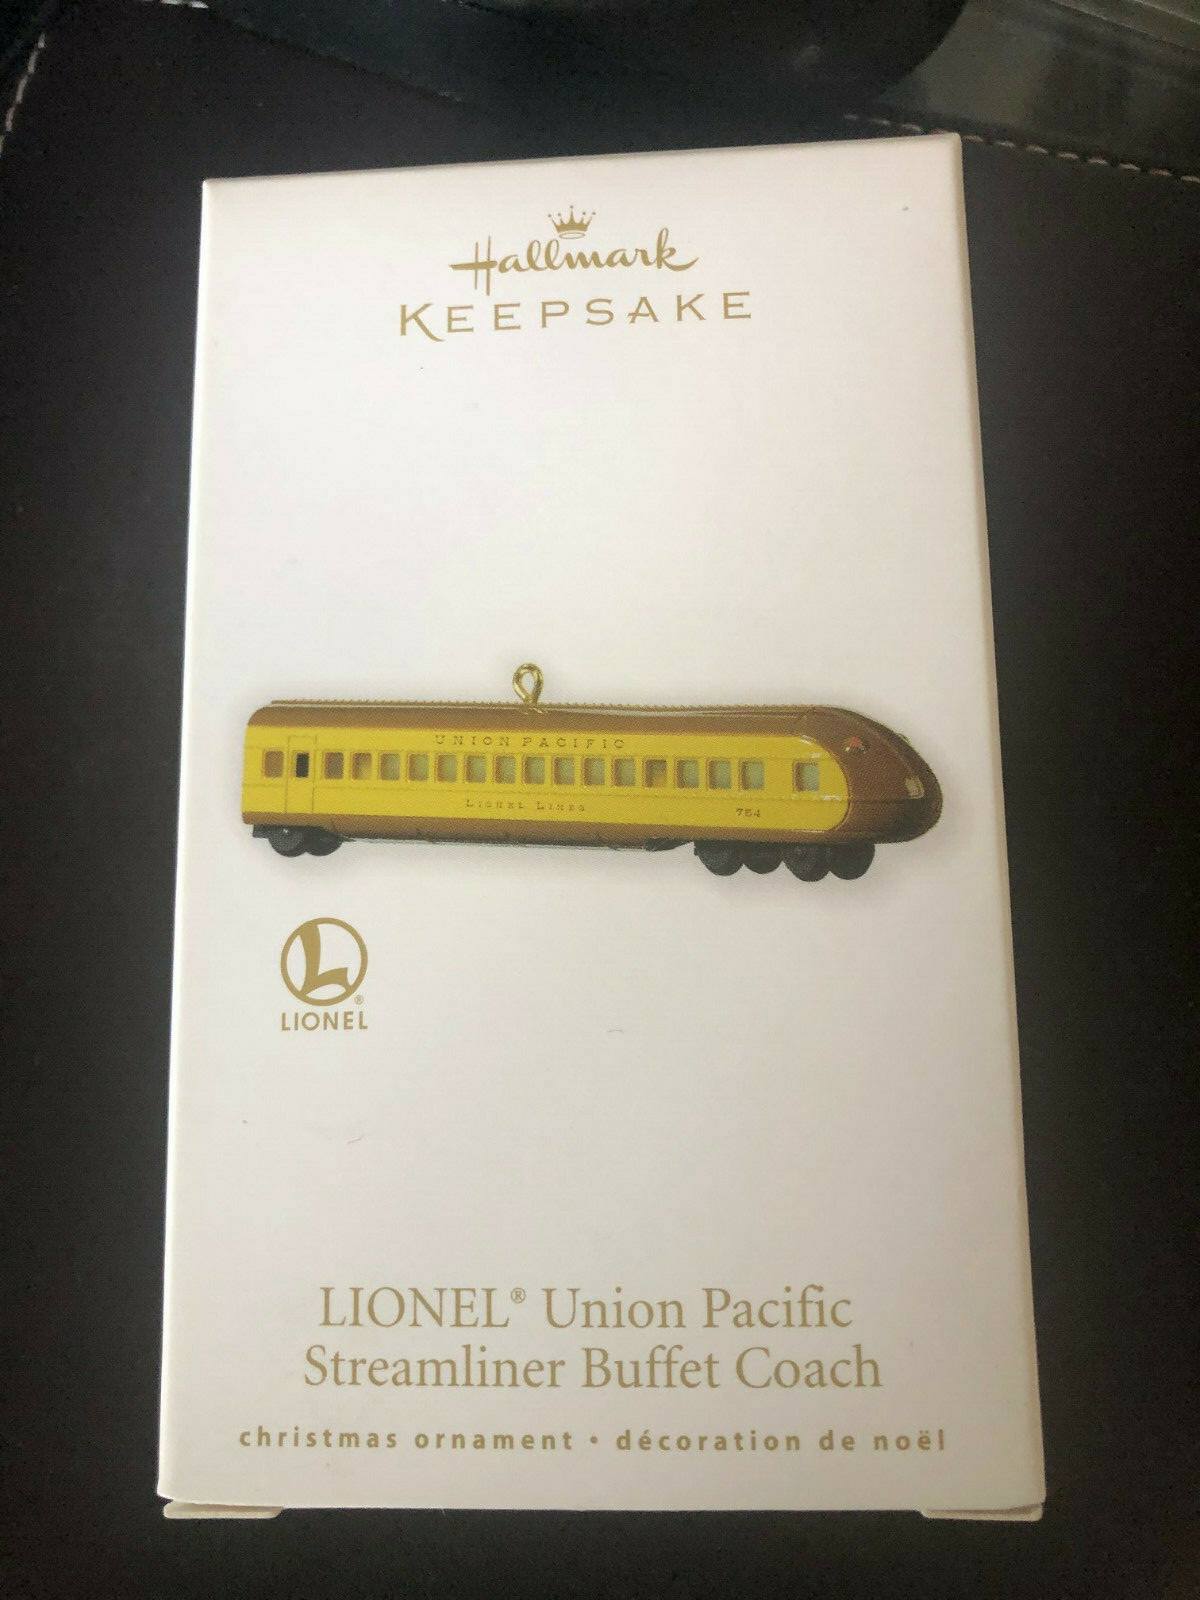 Hallmark
KEEPSAKE
UNION PACIFIC
LIONEL LINES
754
L
®
LIONEL
LIONEL® Union Pacific
Streamliner Buffet Coach
christmas ornament • décoration de noël